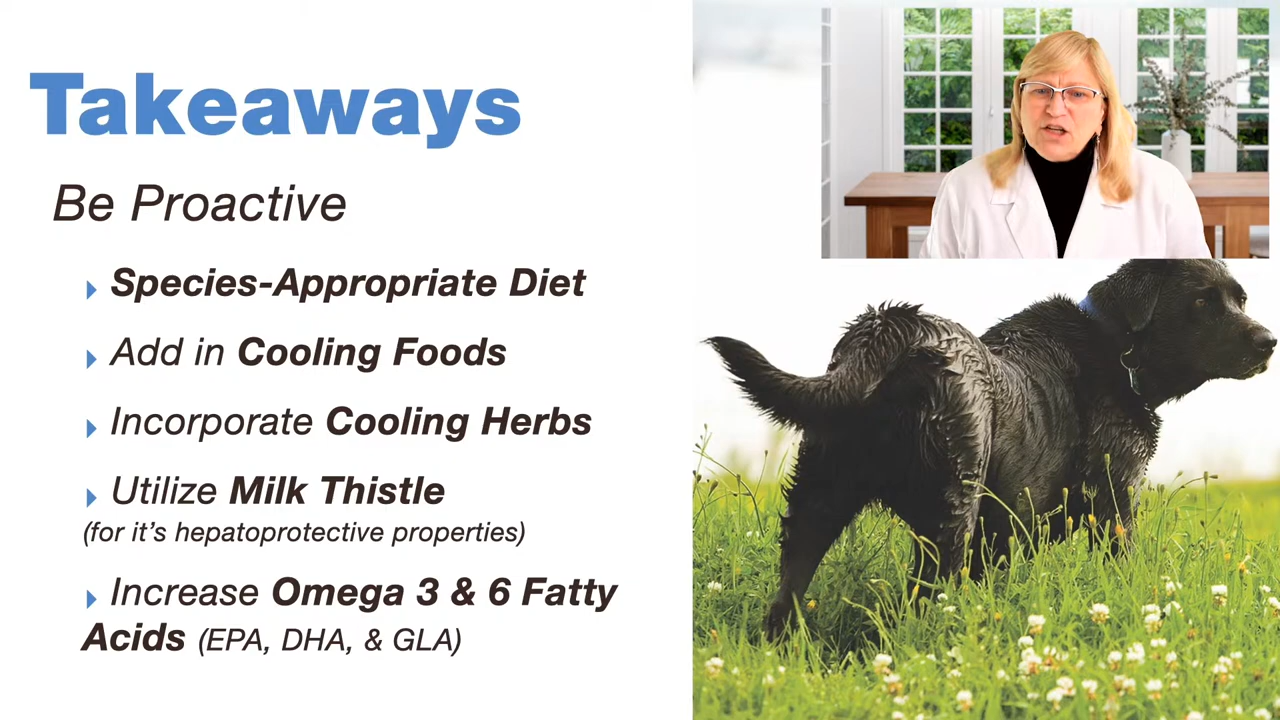 Takeaways
Be Proactive
Species-Appropriate Diet
Add in Cooling Foods
Incorporate Cooling Herbs
Utilize Milk Thistle
(for it's hepatoprotective properties)
Increase Omega 3 & 6 Fatty
Acids (EPA, DHA, & GLA)